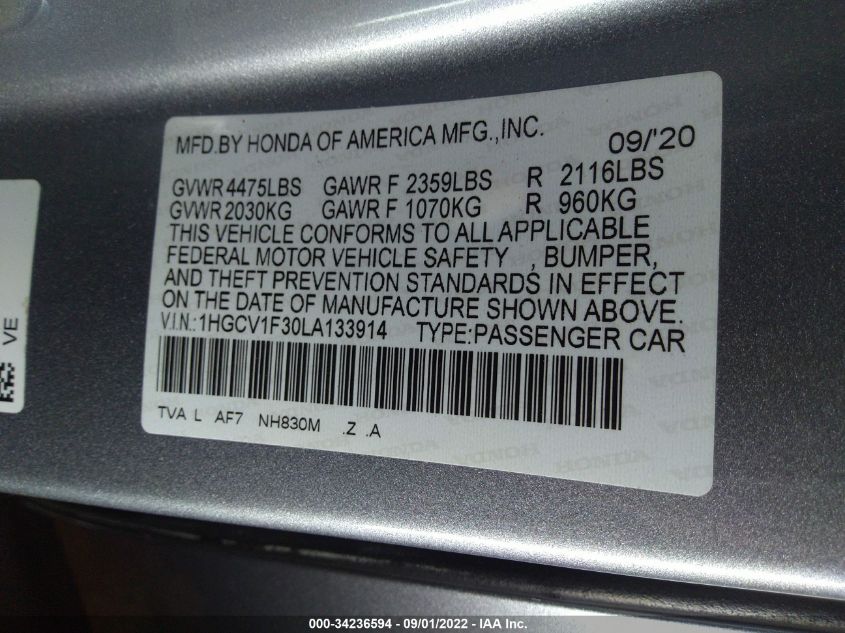 MFD.BY HONDA OF AMERICA MFG.,INC. 09/'20
GVWR 4475LBS GAWR F 2359LBS R 2116LBS
GVWR 2030KG GAWR F 1070KG R 960KG
THIS VEHICLE CONFORMS TO ALL APPLICABLE
FEDERAL MOTOR VEHICLE SAFETY , BUMPER,
AND THEFT PREVENTION STANDARDS IN EFFECT
ON THE DATE OF MANUFACTURE SHOWN ABOVE.
V.I.N.:1HGCV1F30LA133914 TYPE:PASSENGER CAR
TVA L AF7 NH830M .Z .A
VE
HONDA HONDA
000-34236594 - 09/01/2022 - IAA Inc.